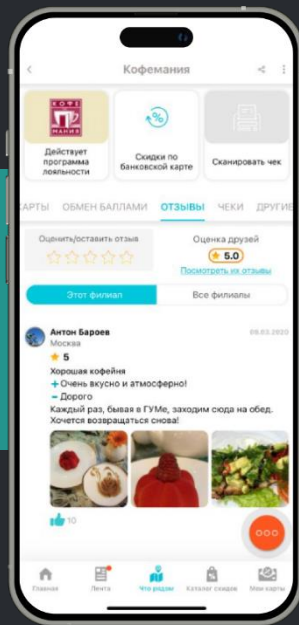 Кофемания
КОФЕ
МАНИЯ
Действует
программа
лояльности
Скидки по
банковской карте
Сканировать чек
КАРТЫ ОБМЕН БАЛЛАМИ ОТЗЫВЫ ЧЕКИ ДРУГИЕ
Оценить/оставить отзыв
Оценка друзей
5.0
Посмотреть их отзывы
Этот филиал
Все филиалы
Антон Бароев
08.03.2020
Москва
5
Хорошая кофейня
+ Очень вкусно и атмосферно!
– Дорого
Каждый раз, бывая в ГУМе, заходим сюда на обед.
Хочется возвращаться снова!
10
Главная
Лента
Что рядом
Каталог скидок
Мои карты